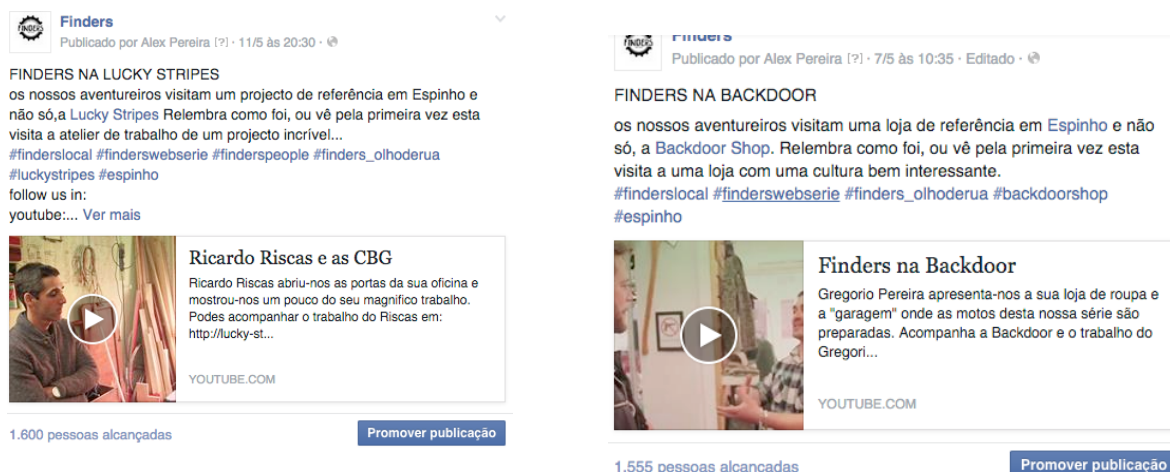 FINDERS
Finders
Publicado por Alex Pereira [?] · 11/5 às 20:30 ·
FINDERS NA LUCKY STRIPES
os nossos aventureiros visitam um projecto de referência em Espinho e
não só,a Lucky Stripes Relembra como foi, ou vê pela primeira vez esta
visita a atelier de trabalho de um projecto incrível...
#finderslocal #finderswebserie #finderspeople #finders_olhoderua
#luckystripes #espinho
follow us in:
youtube:... Ver mais
Ricardo Riscas e as CBG
Ricardo Riscas abriu-nos as portas da sua oficina e
mostrou-nos um pouco do seu magnifico trabalho.
Podes acompanhar o trabalho do Riscas em:
http://lucky-st...
YOUTUBE.COM
1.600 pessoas alcançadas
Promover publicação
FINDERS
Finders
Publicado por Alex Pereira [?] · 7/5 às 10:35 · Editado ·
FINDERS NA BACKDOOR
os nossos aventureiros visitam uma loja de referência em Espinho e não
só, a Backdoor Shop. Relembra como foi, ou vê pela primeira vez esta
visita a uma loja com uma cultura bem interessante.
#finderslocal #finderswebserie #finders_olhoderua #backdoorshop
#espinho
Finders na Backdoor
Gregorio Pereira apresenta-nos a sua loja de roupa e
a "garagem" onde as motos desta nossa série são
preparadas. Acompanha a Backdoor e o trabalho do
Gregori...
YOUTUBE.COM
1.555 pessoas alcançadas
Promover publicação